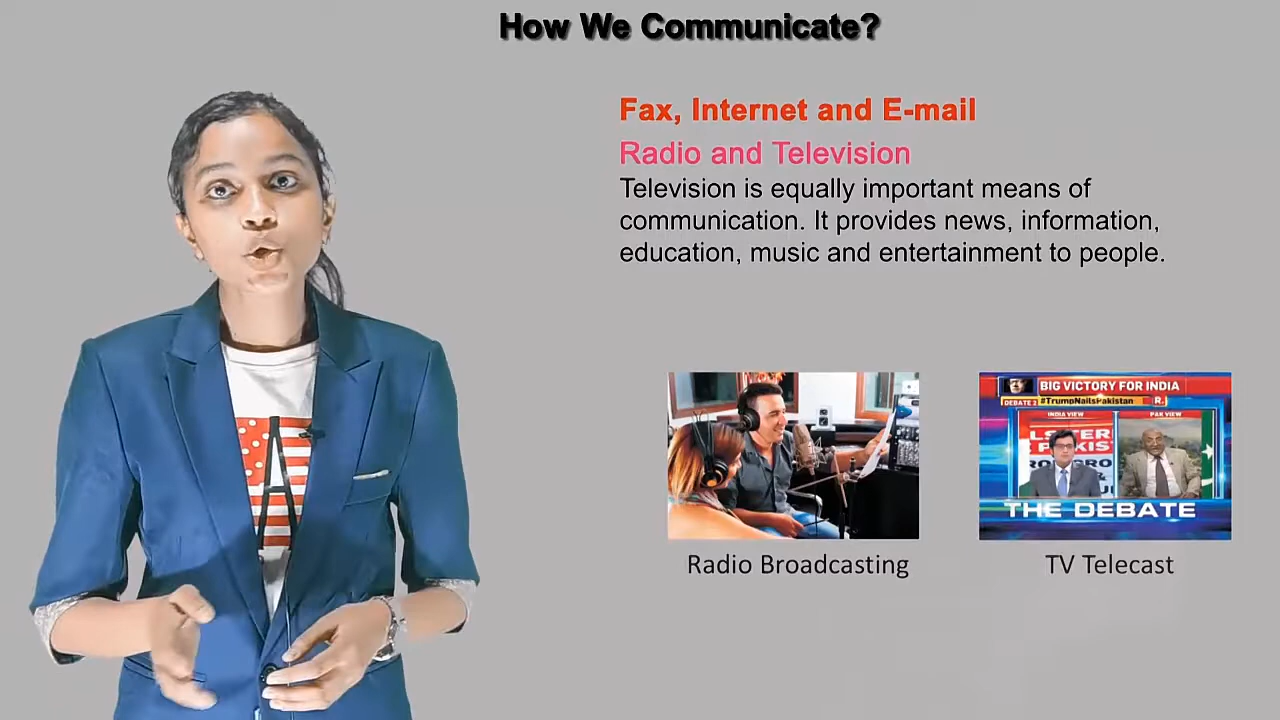 How We Communicate?
Fax, Internet and E-mail
Radio and Television
Television is equally important means of
communication. It provides news, information,
education, music and entertainment to people.
BIG VICTORY FOR INDIA
DEBATE 2 #TrumpNailsPakistan R.
INDIA VIEW PAK VIEW
THE DEBATE
Radio Broadcasting TV Telecast